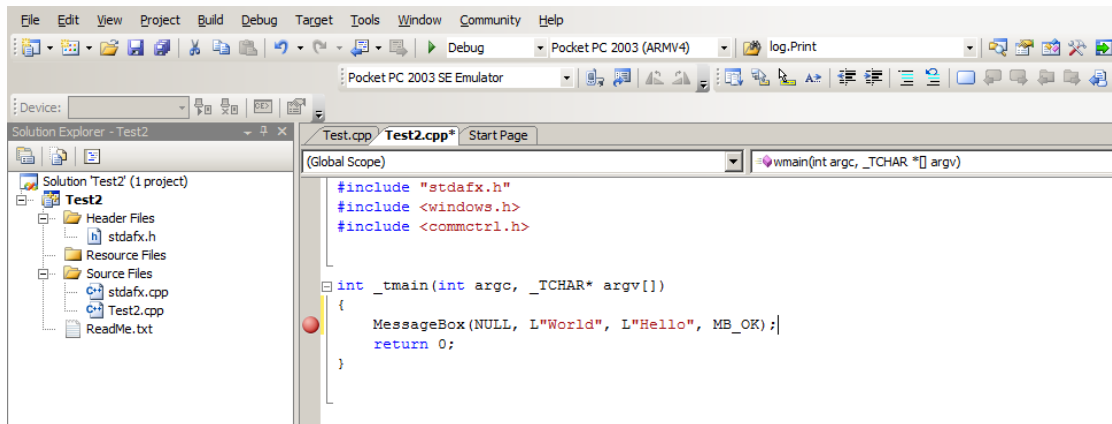 File Edit View Project Build Debug Target Tools Window Community Help
Debug Pocket PC 2003 (ARMV4) log.Print
Pocket PC 2003 SE Emulator
Device:
Solution Explorer - Test2
Test.cpp Test2.cpp* Start Page
(Global Scope) wmain(int argc, _TCHAR *[] argv)
Solution 'Test2' (1 project)
Test2
Header Files
stdafx.h
Resource Files
Source Files
stdafx.cpp
Test2.cpp
ReadMe.txt
#include "stdafx.h"
#include <windows.h>
#include <commctrl.h>
int _tmain(int argc, _TCHAR* argv[])
{
MessageBox(NULL, L"World", L"Hello", MB_OK);
return 0;
}